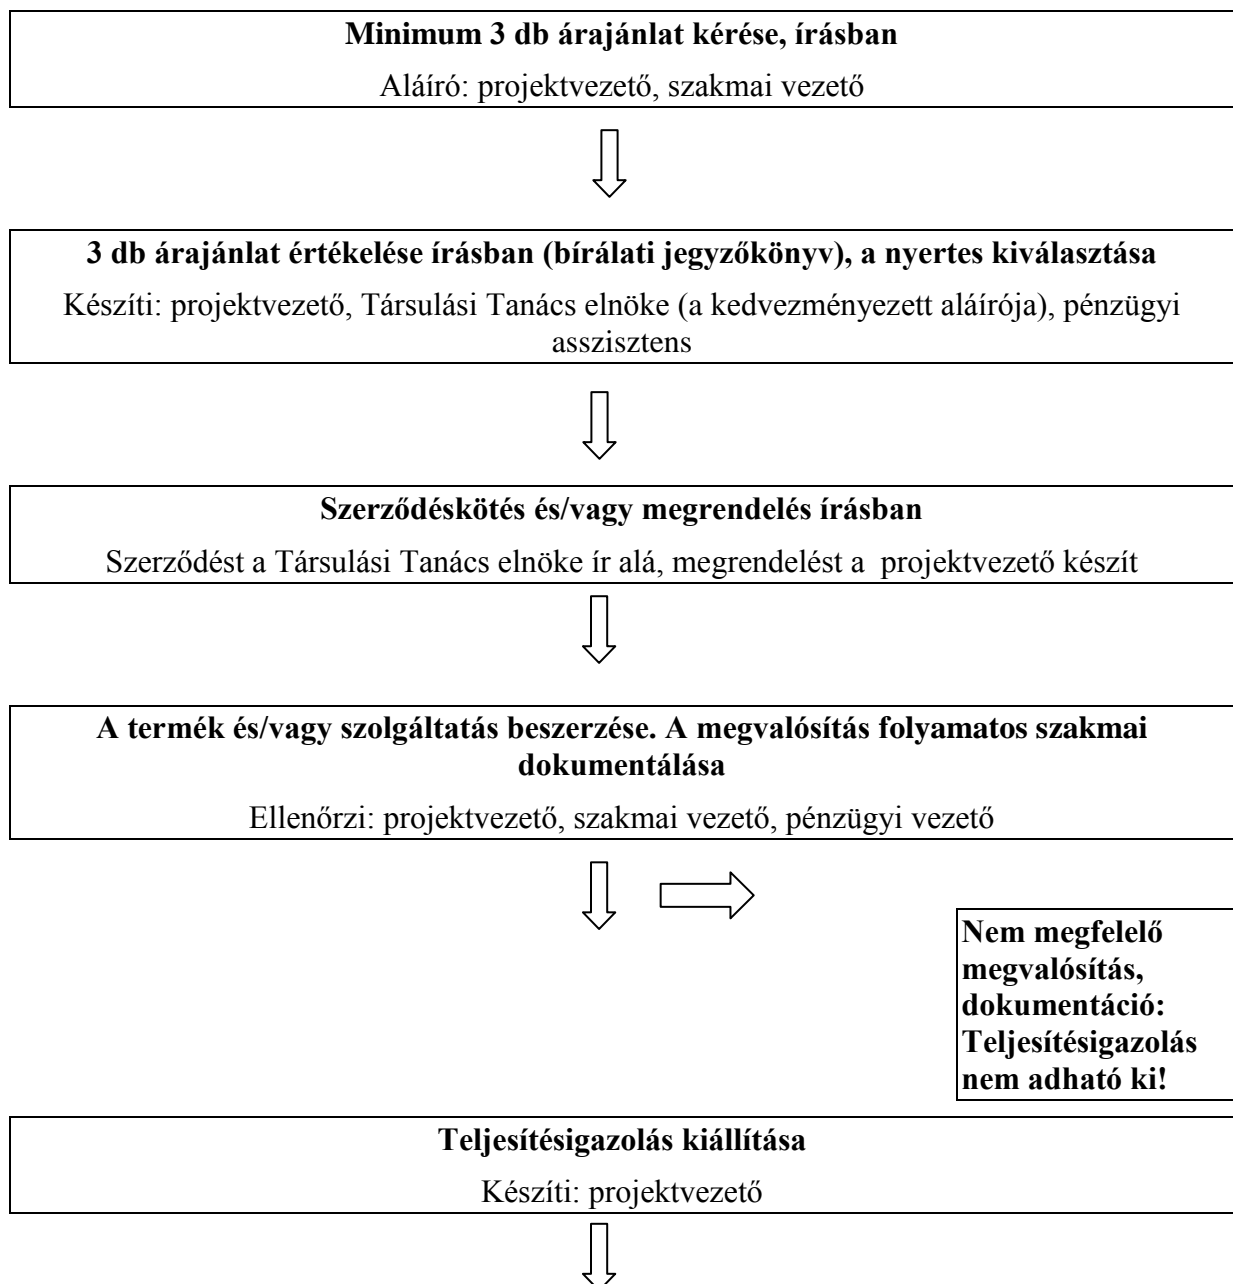 Minimum 3 db árajánlat kérése, írásban
Aláíró: projektvezető, szakmai vezető
3 db árajánlat értékelése írásban (bírálati jegyzőkönyv), a nyertes kiválasztása
Készíti: projektvezető, Társulási Tanács elnöke (a kedvezményezett aláírója), pénzügyi
asszisztens
Szerződéskötés és/vagy megrendelés írásban
Szerződést a Társulási Tanács elnöke ír alá, megrendelést a  projektvezető készít
A termék és/vagy szolgáltatás beszerzése. A megvalósítás folyamatos szakmai
dokumentálása
Ellenőrzi: projektvezető, szakmai vezető, pénzügyi vezető
Nem megfelelő
megvalósítás,
dokumentáció:
Teljesítésigazolás
nem adható ki!
Teljesítésigazolás kiállítása
Készíti: projektvezető